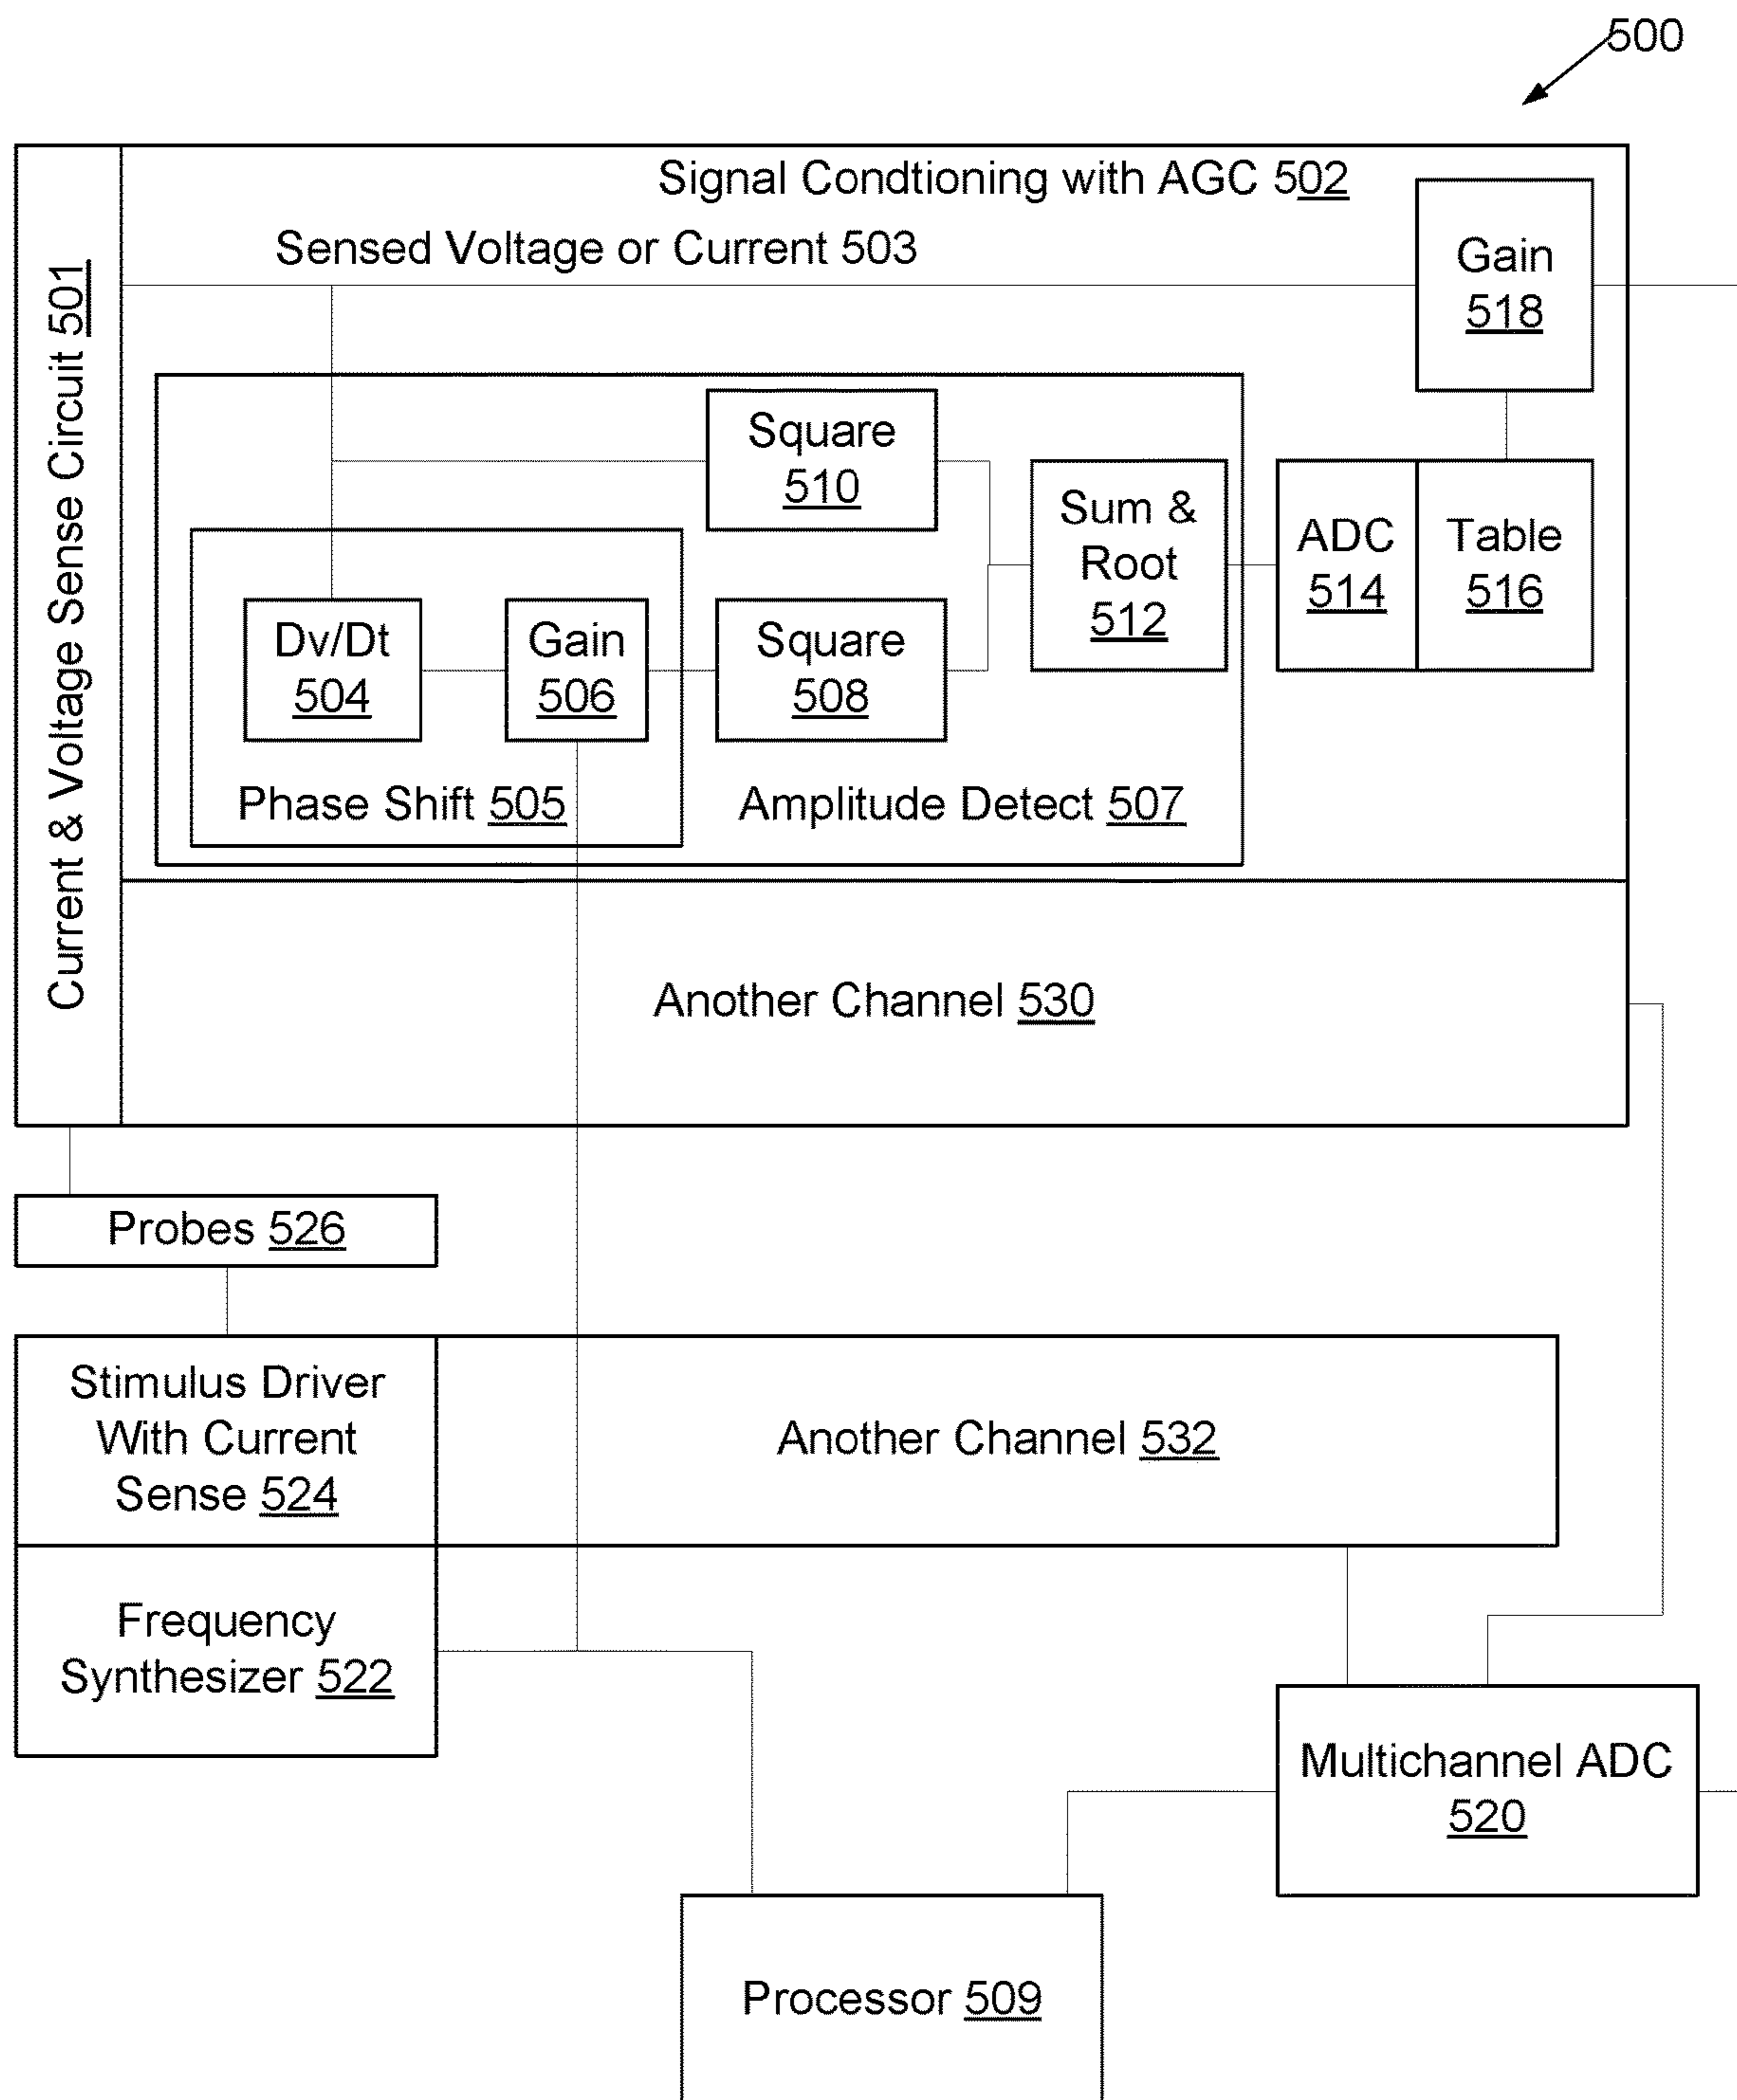 500
Signal Condtioning with AGC 502
Sensed Voltage or Current 503
Gain
518
Current & Voltage Sense Circuit 501
Square
510
Sum &
Root
512
ADC
514
Table
516
Dv/Dt
504
Gain
506
Square
508
Phase Shift 505
Amplitude Detect 507
Another Channel 530
Probes 526
Stimulus Driver
With Current
Sense 524
Another Channel 532
Frequency
Synthesizer 522
Multichannel ADC
520
Processor 509